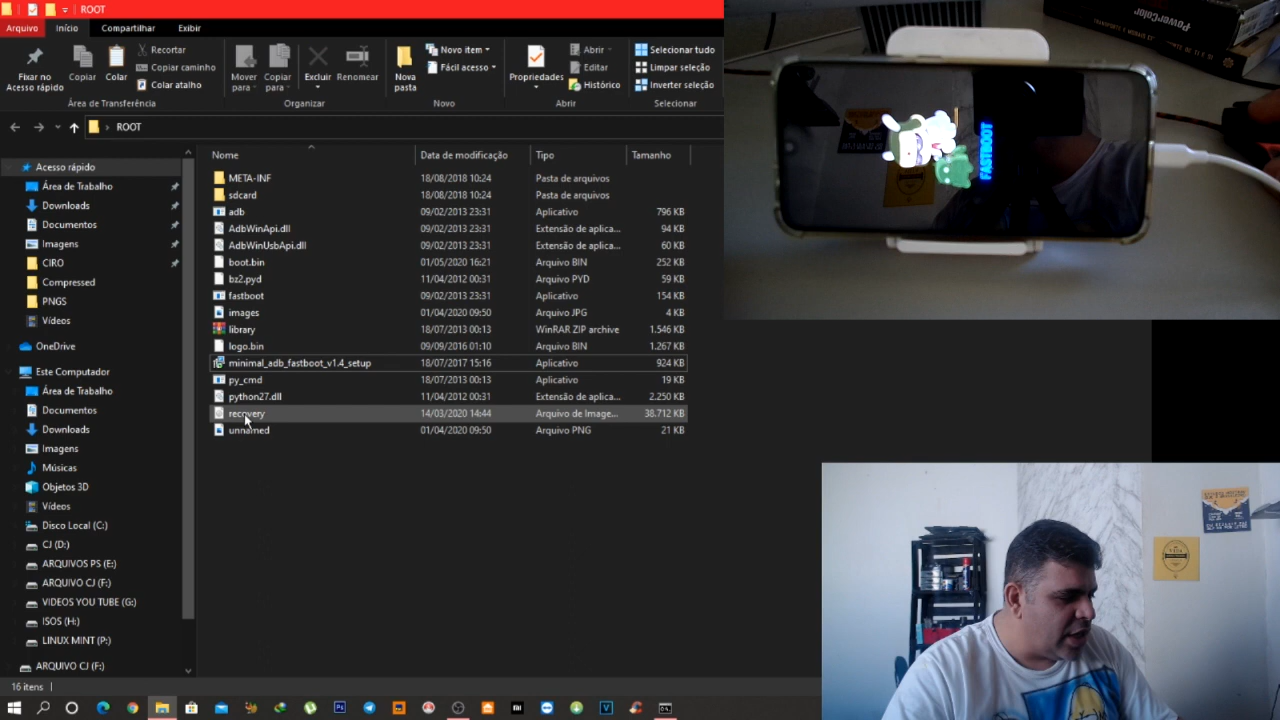 ROOT
Arquivo Início Compartilhar Exibir
Fixar no
Acesso rápido
Copiar
Colar
Recortar
Copiar caminho
Colar atalho
Mover
para
Copiar
para
Excluir
Renomear
Nova
pasta
Novo item
Fácil acesso
Propriedades
Abrir
Editar
Histórico
Selecionar tudo
Limpar seleção
Inverter seleção
Área de Transferência Organizar Novo Abrir Selecionar
ROOT
Nome Data de modificação Tipo Tamanho
META-INF 18/08/2018 10:24 Pasta de arquivos
sdcard 18/08/2018 10:24 Pasta de arquivos
adb 09/02/2013 23:31 Aplicativo 796 KB
AdbWinApi.dll 09/02/2013 23:31 Extensão de aplica... 94 KB
AdbWinUsbApi.dll 09/02/2013 23:31 Extensão de aplica... 60 KB
boot.bin 01/05/2020 16:21 Arquivo BIN 252 KB
bz2.pyd 11/04/2012 00:31 Arquivo PYD 59 KB
fastboot 09/02/2013 23:31 Aplicativo 154 KB
images 01/04/2020 09:50 Arquivo JPG 4 KB
library 18/07/2013 00:13 WinRAR ZIP archive 1.546 KB
logo.bin 09/09/2016 01:10 Arquivo BIN 1.267 KB
minimal_adb_fastboot_v1.4_setup 18/07/2017 15:16 Aplicativo 924 KB
py_cmd 18/07/2013 00:13 Aplicativo 19 KB
python27.dll 11/04/2012 00:31 Extensão de aplica... 2.250 KB
recovery 14/03/2020 14:44 Arquivo de Image... 38.712 KB
unnamed 01/04/2020 09:50 Arquivo PNG 21 KB
Acesso rápido
Área de Trabalho
Downloads
Documentos
Imagens
CIRO
Compressed
PNGS
Vídeos
OneDrive
Este Computador
Área de Trabalho
Documentos
Downloads
Imagens
Músicas
Objetos 3D
Vídeos
Disco Local (C:)
CJ (D:)
ARQUIVOS PS (E:)
ARQUIVO CJ (F:)
VIDEOS YOU TUBE (G:)
ISOS (H:)
LINUX MINT (P:)
ARQUIVO CJ (F:)
16 itens
FASTBOOT
PowerColor